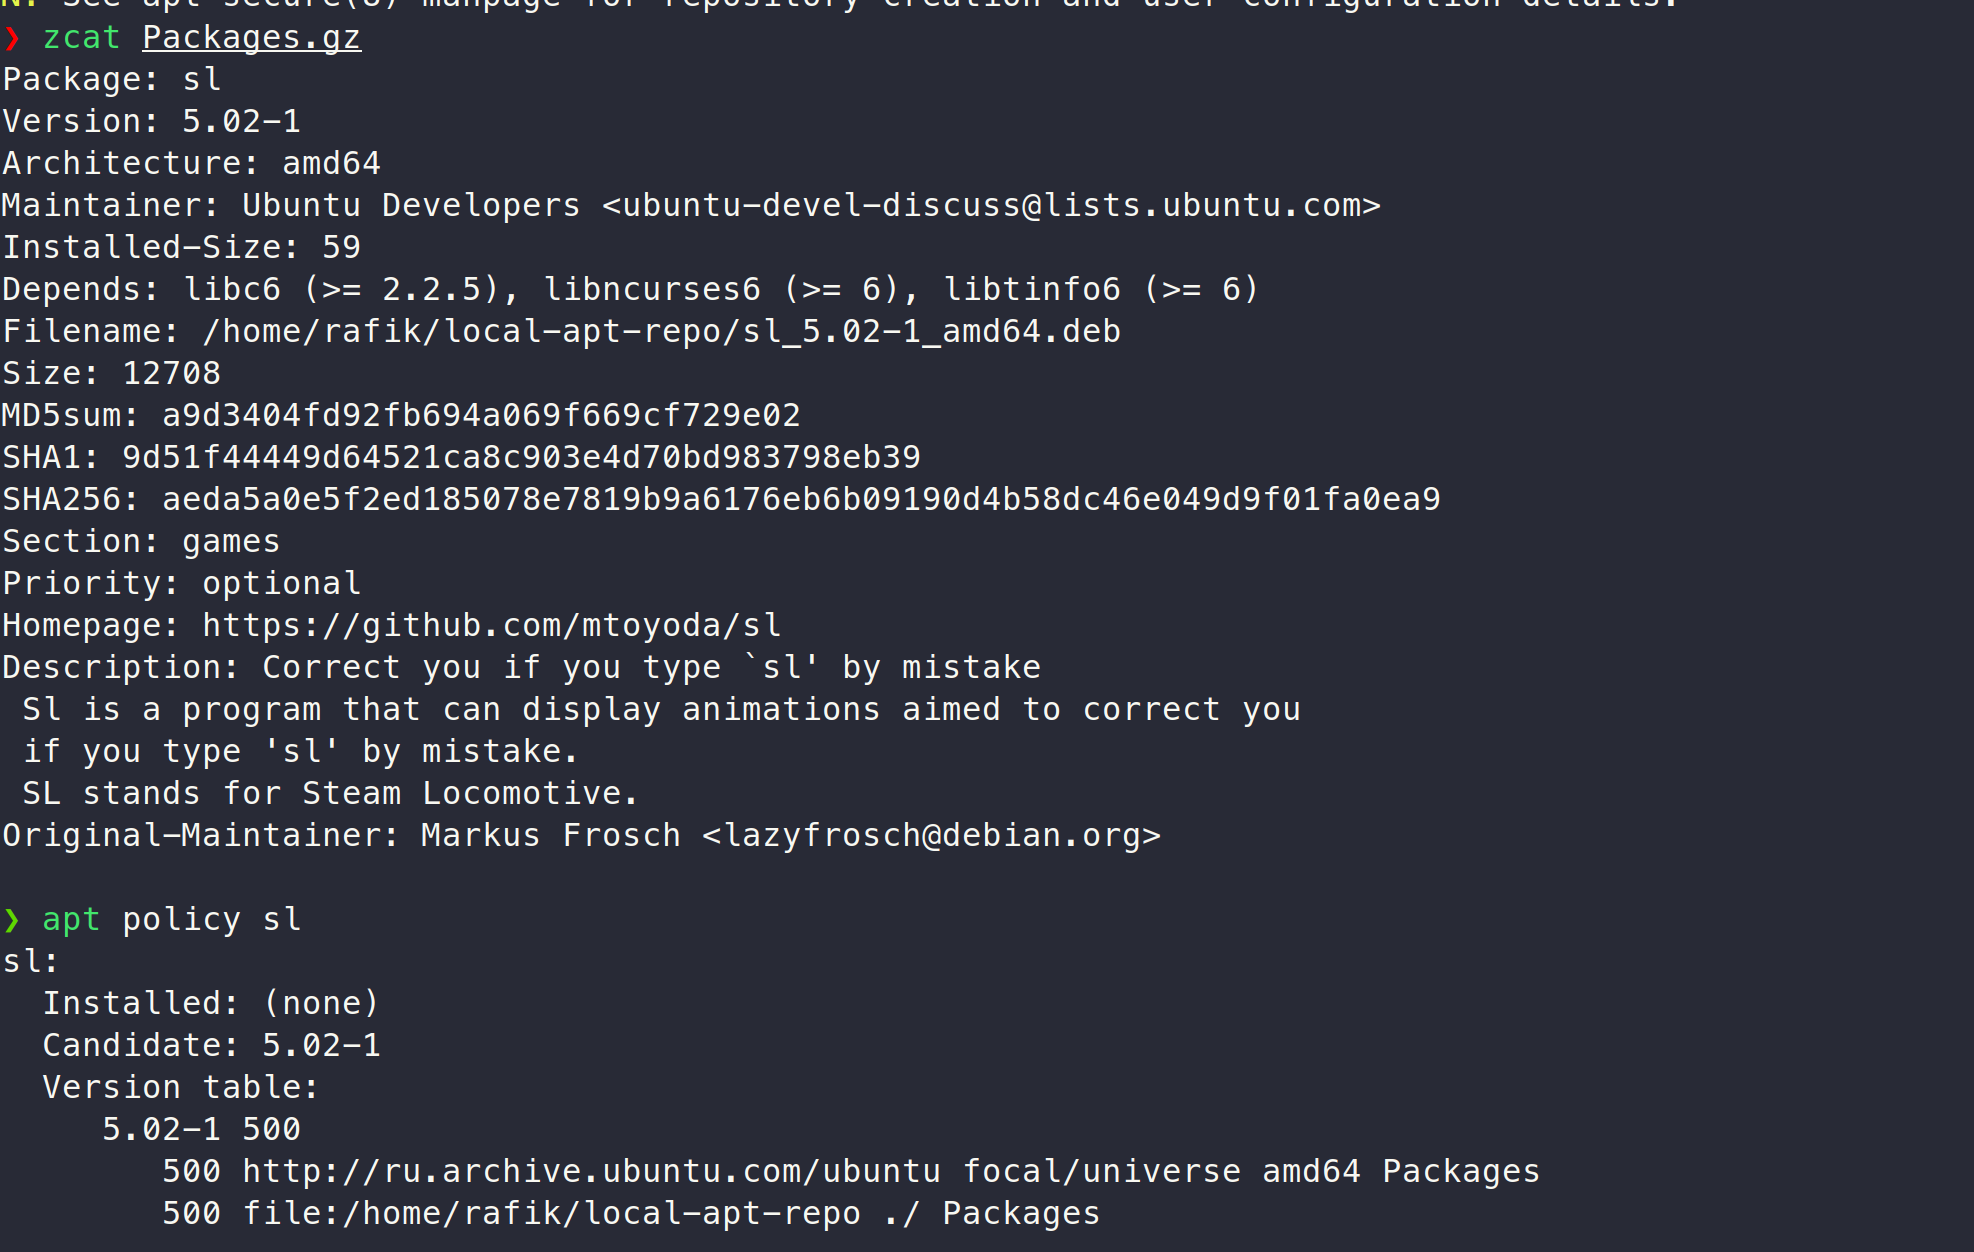 N: See apt-secure(8) manpage for repository creation and user configuration details.
❯ zcat Packages.gz
Package: sl
Version: 5.02-1
Architecture: amd64
Maintainer: Ubuntu Developers <ubuntu-devel-discuss@lists.ubuntu.com>
Installed-Size: 59
Depends: libc6 (>= 2.2.5), libncurses6 (>= 6), libtinfo6 (>= 6)
Filename: /home/rafik/local-apt-repo/sl_5.02-1_amd64.deb
Size: 12708
MD5sum: a9d3404fd92fb694a069f669cf729e02
SHA1: 9d51f44449d64521ca8c903e4d70bd983798eb39
SHA256: aeda5a0e5f2ed185078e7819b9a6176eb6b09190d4b58dc46e049d9f01fa0ea9
Section: games
Priority: optional
Homepage: https://github.com/mtoyoda/sl
Description: Correct you if you type `sl' by mistake
 Sl is a program that can display animations aimed to correct you
 if you type 'sl' by mistake.
 SL stands for Steam Locomotive.
Original-Maintainer: Markus Frosch <lazyfrosch@debian.org>

❯ apt policy sl
sl:
  Installed: (none)
  Candidate: 5.02-1
  Version table:
     5.02-1 500
        500 http://ru.archive.ubuntu.com/ubuntu focal/universe amd64 Packages
        500 file:/home/rafik/local-apt-repo ./ Packages